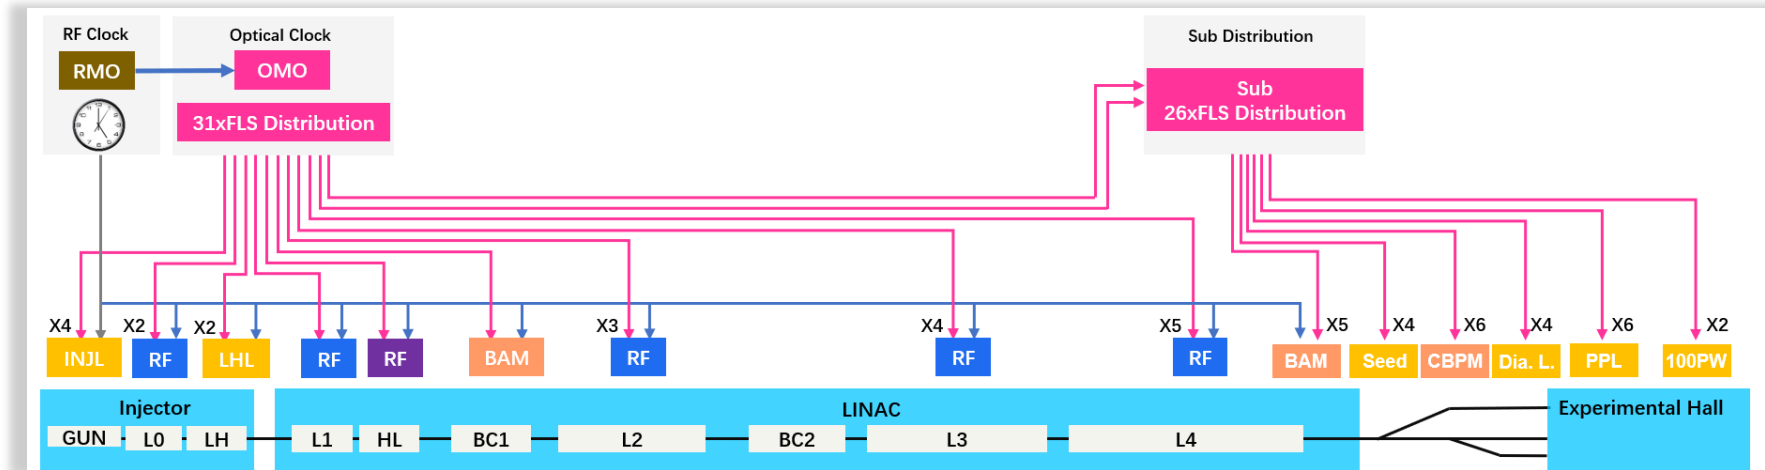 RF Clock
Optical Clock
Sub Distribution
RMO
OMO
Sub
26xFLS Distribution
31xFLS Distribution
X4
X2
X2
X3
X4
X5
X5
X4
X6
X4
X6
X2
INJL
RF
LHL
RF
RF
BAM
RF
RF
RF
BAM
Seed
CBPM
Dia. L.
PPL
100PW
Injector
LINAC
Experimental Hall
GUN
L0
LH
L1
HL
BC1
L2
BC2
L3
L4